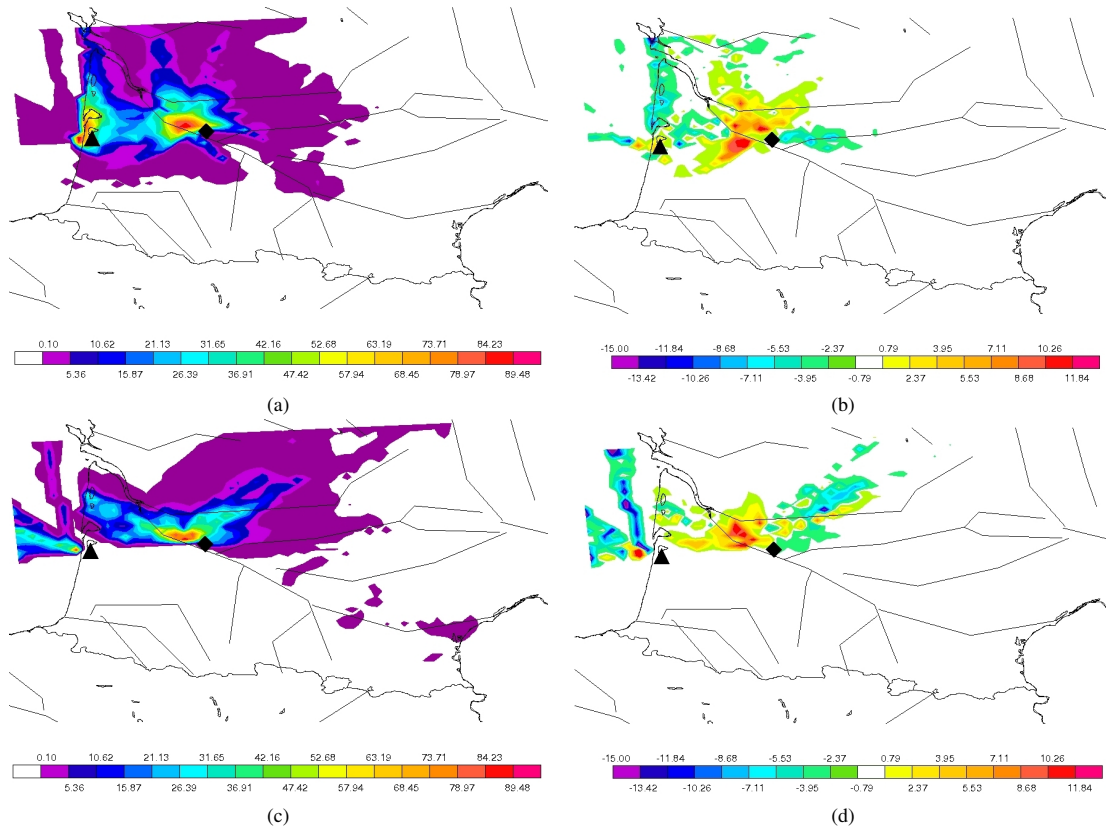 0.10 10.62 21.13 31.65 42.16 52.68 63.19 73.71 84.23
5.36 15.87 26.39 36.91 47.42 57.94 68.45 78.97 89.48
(a)
-15.00 -11.84 -8.68 -5.53 -2.37 0.79 3.95 7.11 10.26
-13.42 -10.26 -7.11 -3.95 -0.79 2.37 5.53 8.68 11.84
(b)
0.10 10.62 21.13 31.65 42.16 52.68 63.19 73.71 84.23
5.36 15.87 26.39 36.91 47.42 57.94 68.45 78.97 89.48
(c)
-15.00 -11.84 -8.68 -5.53 -2.37 0.79 3.95 7.11 10.26
-13.42 -10.26 -7.11 -3.95 -0.79 2.37 5.53 8.68 11.84
(d)